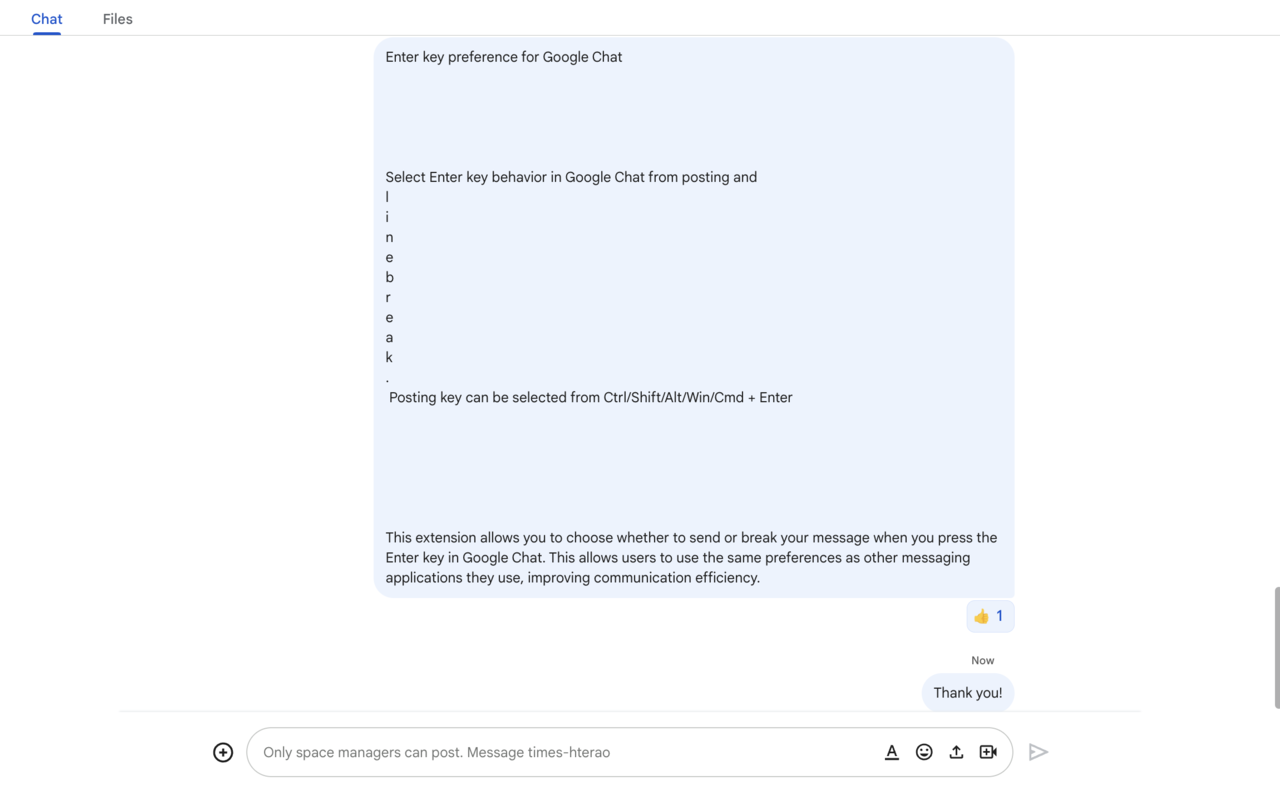 Chat
Files
Enter key preference for Google Chat
Select Enter key behavior in Google Chat from posting and
l
i
n
e
b
r
e
a
k
.
Posting key can be selected from Ctrl/Shift/Alt/Win/Cmd + Enter
This extension allows you to choose whether to send or break your message when you press the
Enter key in Google Chat. This allows users to use the same preferences as other messaging
applications they use, improving communication efficiency.
👍 1
Now
Thank you!
Only space managers can post. Message times-hterao